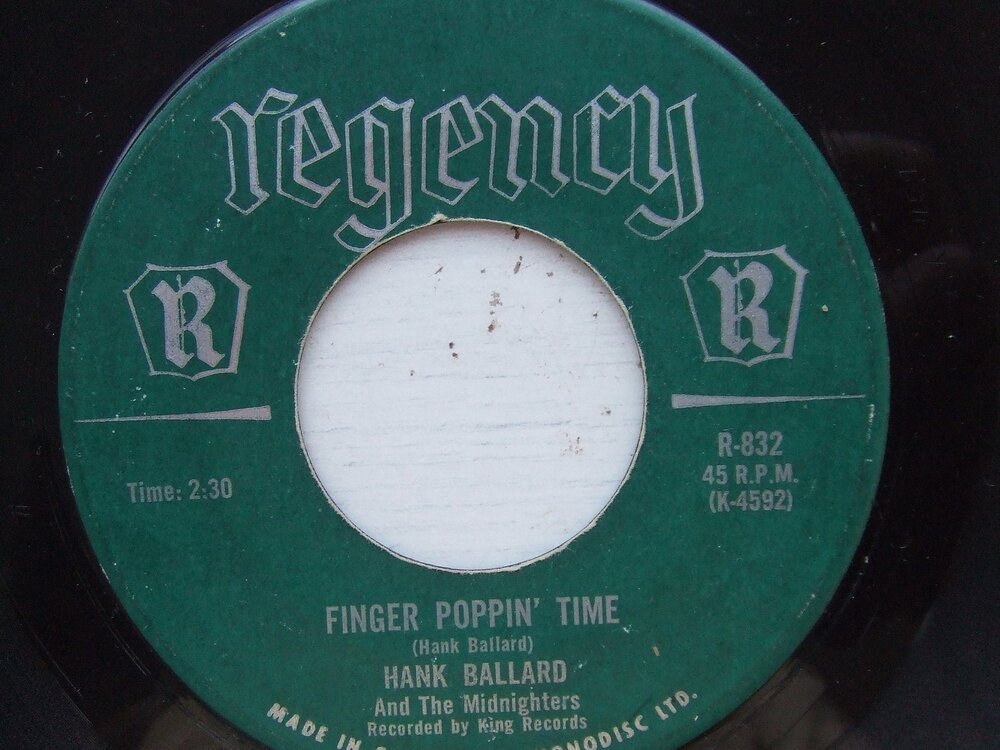 regency
R
R
Time: 2:30
R-832
45 R.P.M.
(K-4592)
FINGER POPPIN' TIME
(Hank Ballard)
HANK BALLARD
And The Midnighters
Recorded by King Records
MADE IN
LTD.